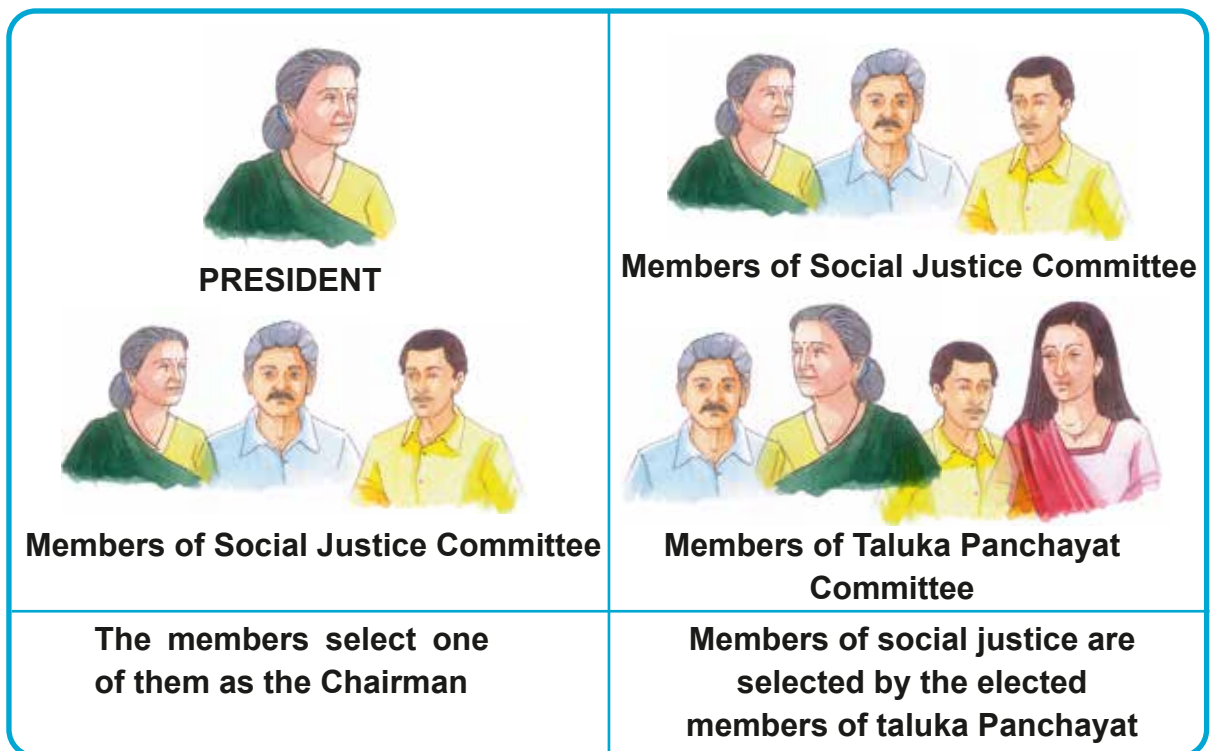 PRESIDENT
Members of Social Justice Committee
The members select one
of them as the Chairman
Members of Social Justice Committee
Members of Taluka Panchayat
Committee
Members of social justice are
selected by the elected
members of taluka Panchayat